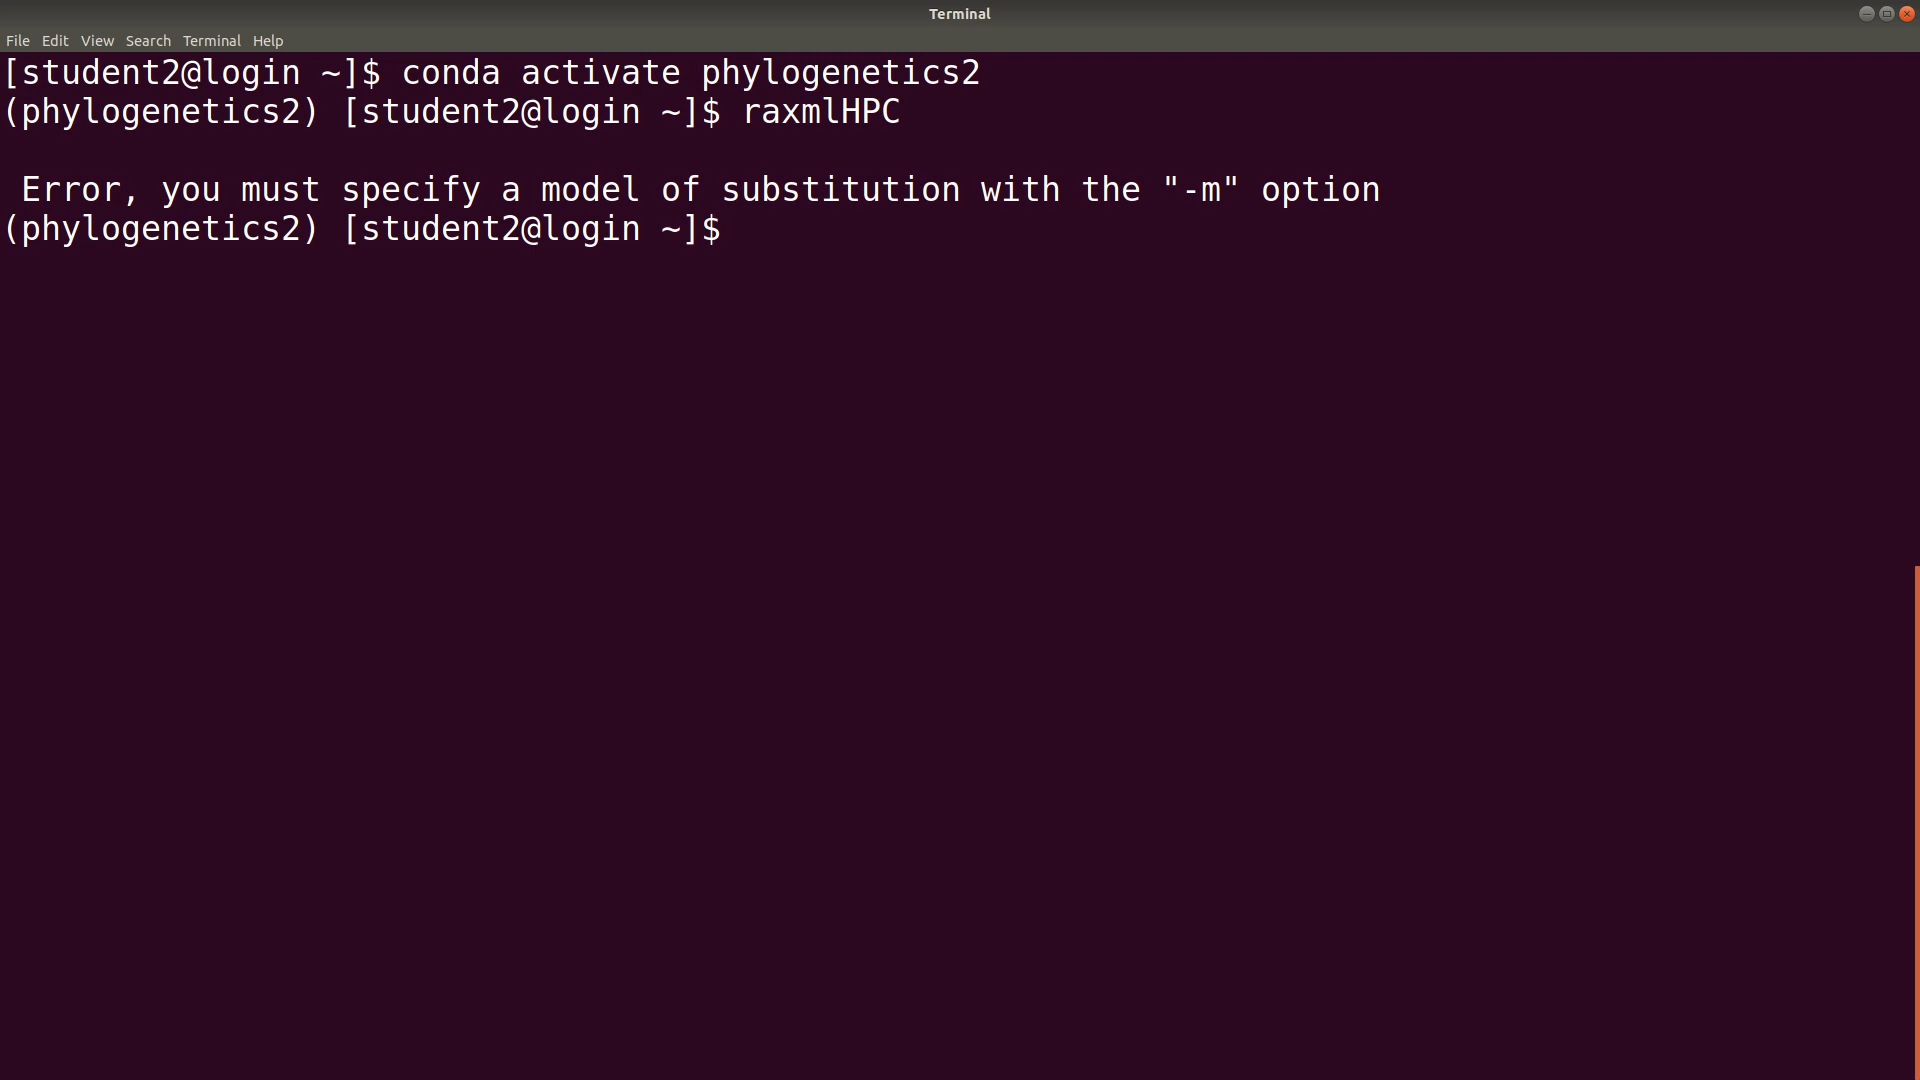 Terminal
File Edit View Search Terminal Help
[student2@login ~]$ conda activate phylogenetics2
(phylogenetics2) [student2@login ~]$ raxmlHPC
Error, you must specify a model of substitution with the "-m" option
(phylogenetics2) [student2@login ~]$